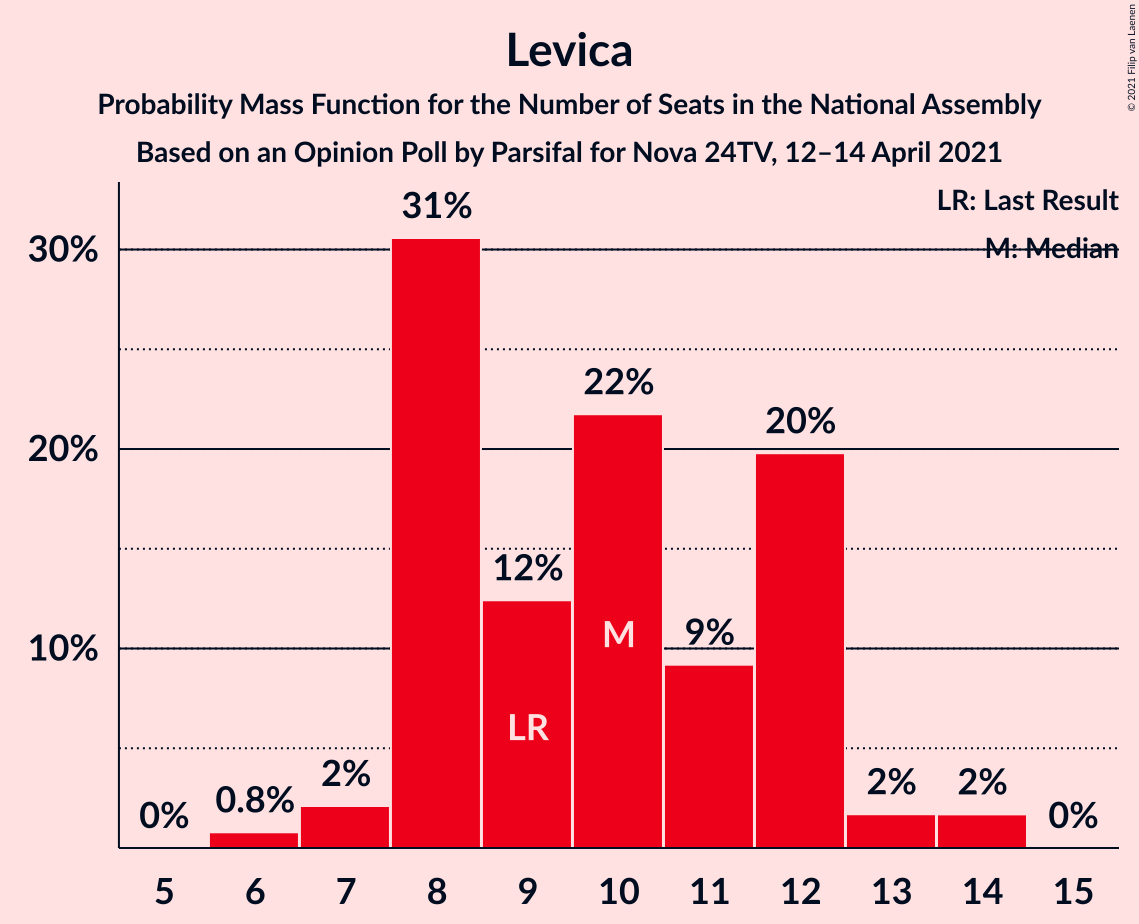 Levica
Probability Mass Function for the Number of Seats in the National Assembly
Based on an Opinion Poll by Parsifal for Nova 24TV, 12–14 April 2021
© 2021 Filip van Laenen
LR: Last Result
M: Median
30%
20%
10%
0%
0.8%
2%
31%
12%
22%
9%
20%
2%
2%
0%
LR
M
5 6 7 8 9 10 11 12 13 14 15